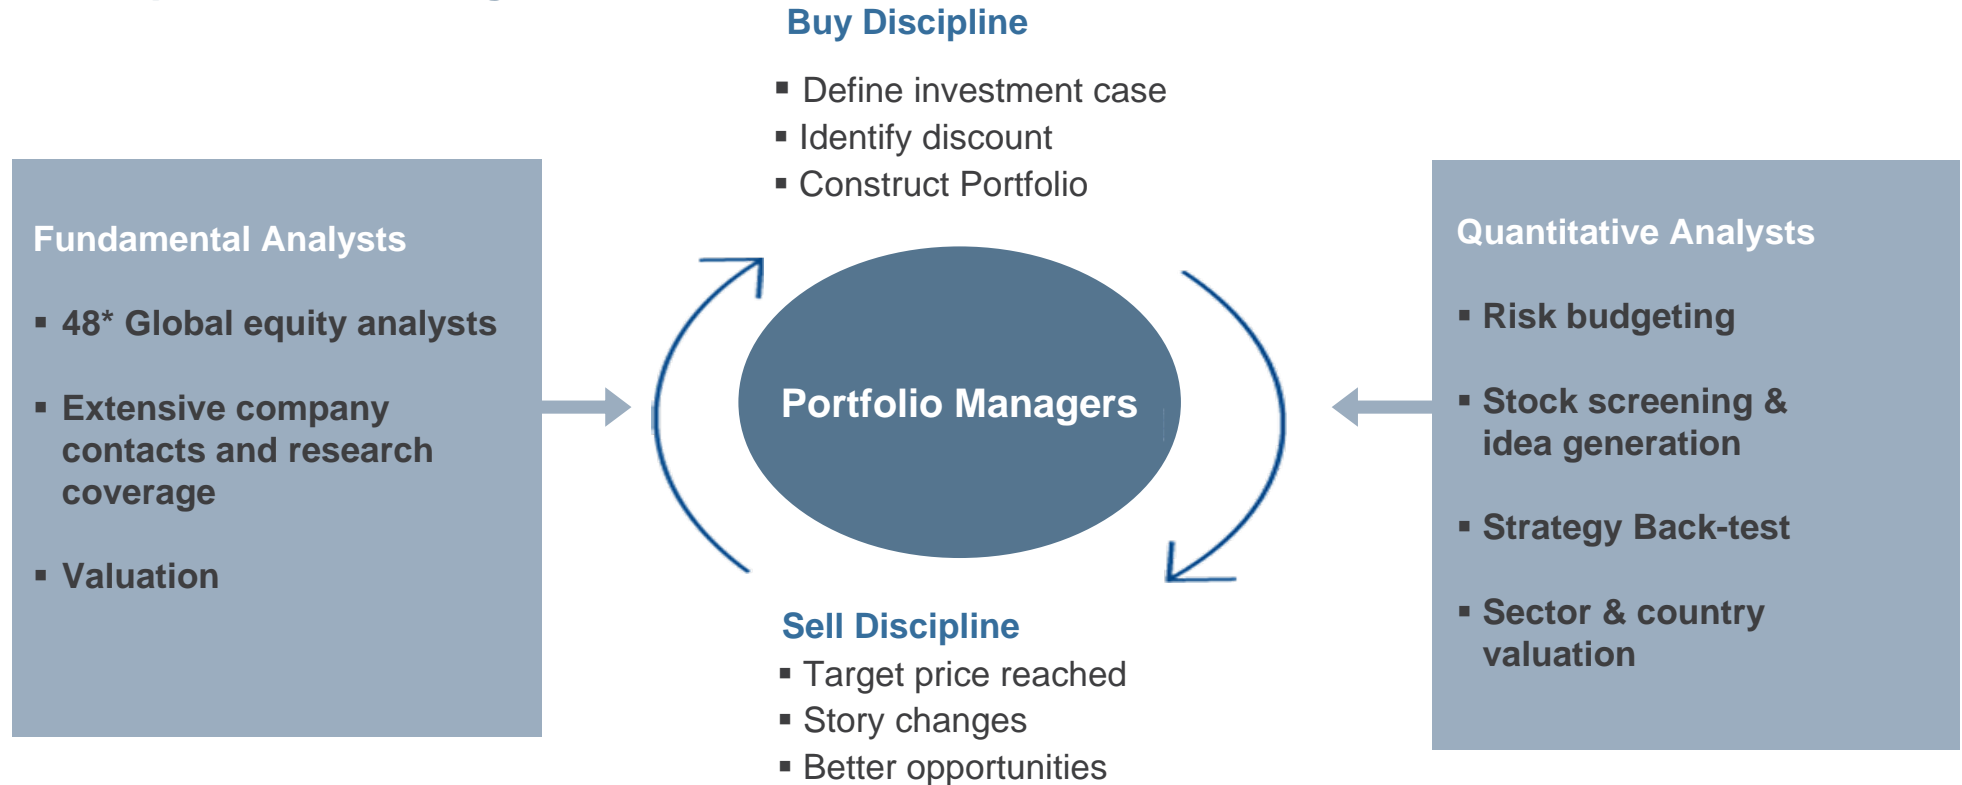 Buy Discipline
▪ Define investment case
▪ Identify discount
▪ Construct Portfolio
Fundamental Analysts
▪ 48* Global equity analysts
▪ Extensive company
contacts and research
coverage
▪ Valuation
Portfolio Managers
Quantitative Analysts
▪ Risk budgeting
▪ Stock screening &
idea generation
▪ Strategy Back-test
▪ Sector & country
valuation
Sell Discipline
▪ Target price reached
▪ Story changes
▪ Better opportunities